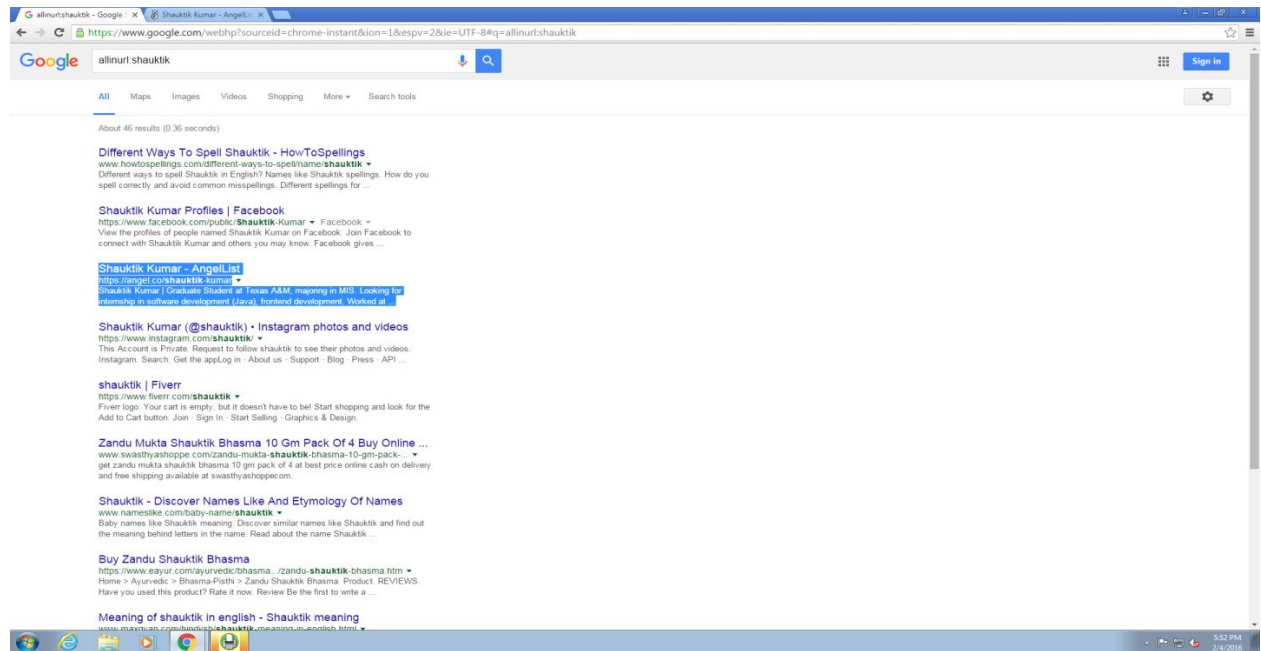 allinurl:shauktik - Google
Shauktik Kumar - AngelLi
https://www.google.com/webhp?sourceid=chrome-instant&ion=1&espv=2&ie=UTF-8#q=allinurl:shauktik
Google
allinurl:shauktik
Sign in
All Maps Images Videos Shopping More Search tools
About 46 results (0.36 seconds)
Different Ways To Spell Shauktik - HowToSpellings
www.howtospellings.com/different-ways-to-spell/name/shauktik
Different ways to spell Shauktik in English? Names like Shauktik spellings. How do you
spell correctly and avoid common misspellings. Different spellings for ...
Shauktik Kumar Profiles | Facebook
https://www.facebook.com/public/Shauktik-Kumar Facebook
View the profiles of people named Shauktik Kumar on Facebook. Join Facebook to
connect with Shauktik Kumar and others you may know. Facebook gives ...
Shauktik Kumar - AngelList
https://angel.co/shauktik-kumar
Shauktik Kumar | Graduate Student at Texas A&M, majoring in MIS. Looking for
internship in software development (Java), frontend development. Worked at ...
Shauktik Kumar (@shauktik) • Instagram photos and videos
https://www.instagram.com/shauktik/
This Account is Private. Request to follow shauktik to see their photos and videos.
Instagram. Search. Get the appLog in · About us · Support · Blog · Press · API ...
shauktik | Fiverr
https://www.fiverr.com/shauktik
Fiverr logo. Your cart is empty, but it doesn't have to be! Start shopping and look for the
Add to Cart button. Join · Sign In · Start Selling · Graphics & Design.
Zandu Mukta Shauktik Bhasma 10 Gm Pack Of 4 Buy Online ...
www.swasthyashoppe.com/zandu-mukta-shauktik-bhasma-10-gm-pack-...
get zandu mukta shauktik bhasma 10 gm pack of 4 at best price online cash on delivery
and free shipping available at swasthyashoppecom.
Shauktik - Discover Names Like And Etymology Of Names
www.nameslike.com/baby-name/shauktik
Baby names like Shauktik meaning. Discover similar names like Shauktik and find out
the meaning behind letters in the name. Read about the name Shauktik ...
Buy Zandu Shauktik Bhasma
https://www.eayur.com/ayurvedic/bhasma.../zandu-shauktik-bhasma.htm
Home > Ayurvedic > Bhasma-Pisthi > Zandu Shauktik Bhasma. Product. REVIEWS.
Have you used this product? Rate it now. Review Be the first to write a ...
Meaning of shauktik in english - Shauktik meaning
www.maxgyan.com/hindi/sh/shauktik-meaning-in-english.html
5:52 PM
2/4/2016